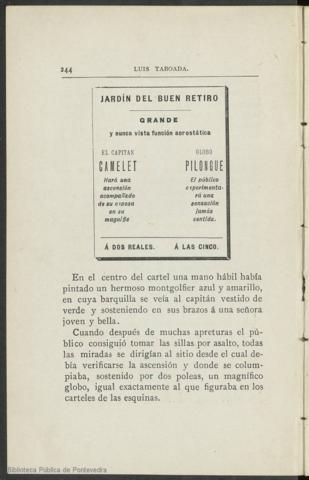 244 LUIS TABOADA.
JARDÍN DEL BUEN RETIRO
GRANDE
y nunca vista función aerostática
EL CAPITAN
CAMELET
Hará una
ascensión
acompañado
de su esposa
en su
magnífic
GLOBO
PILONGUE
El público
experimenta-
rá una
sensación
jamás
sentida.
Á DOS REALES. Á LAS CINCO.
En el centro del cartel una mano hábil había
pintado un hermoso montgolfier azul y amarillo,
en cuya barquilla se veía al capitán vestido de
verde y sosteniendo en sus brazos á una señora
joven y bella.
Cuando después de muchas apreturas el pú-
blico consiguió tomar las sillas por asalto, todas
las miradas se dirigían al sitio desde el cual de-
bía verificarse la ascensión y donde se colum-
piaba, sostenido por dos poleas, un magnífico
globo, igual exactamente al que figuraba en los
carteles de las esquinas.
Biblioteca Pública de Pontevedra